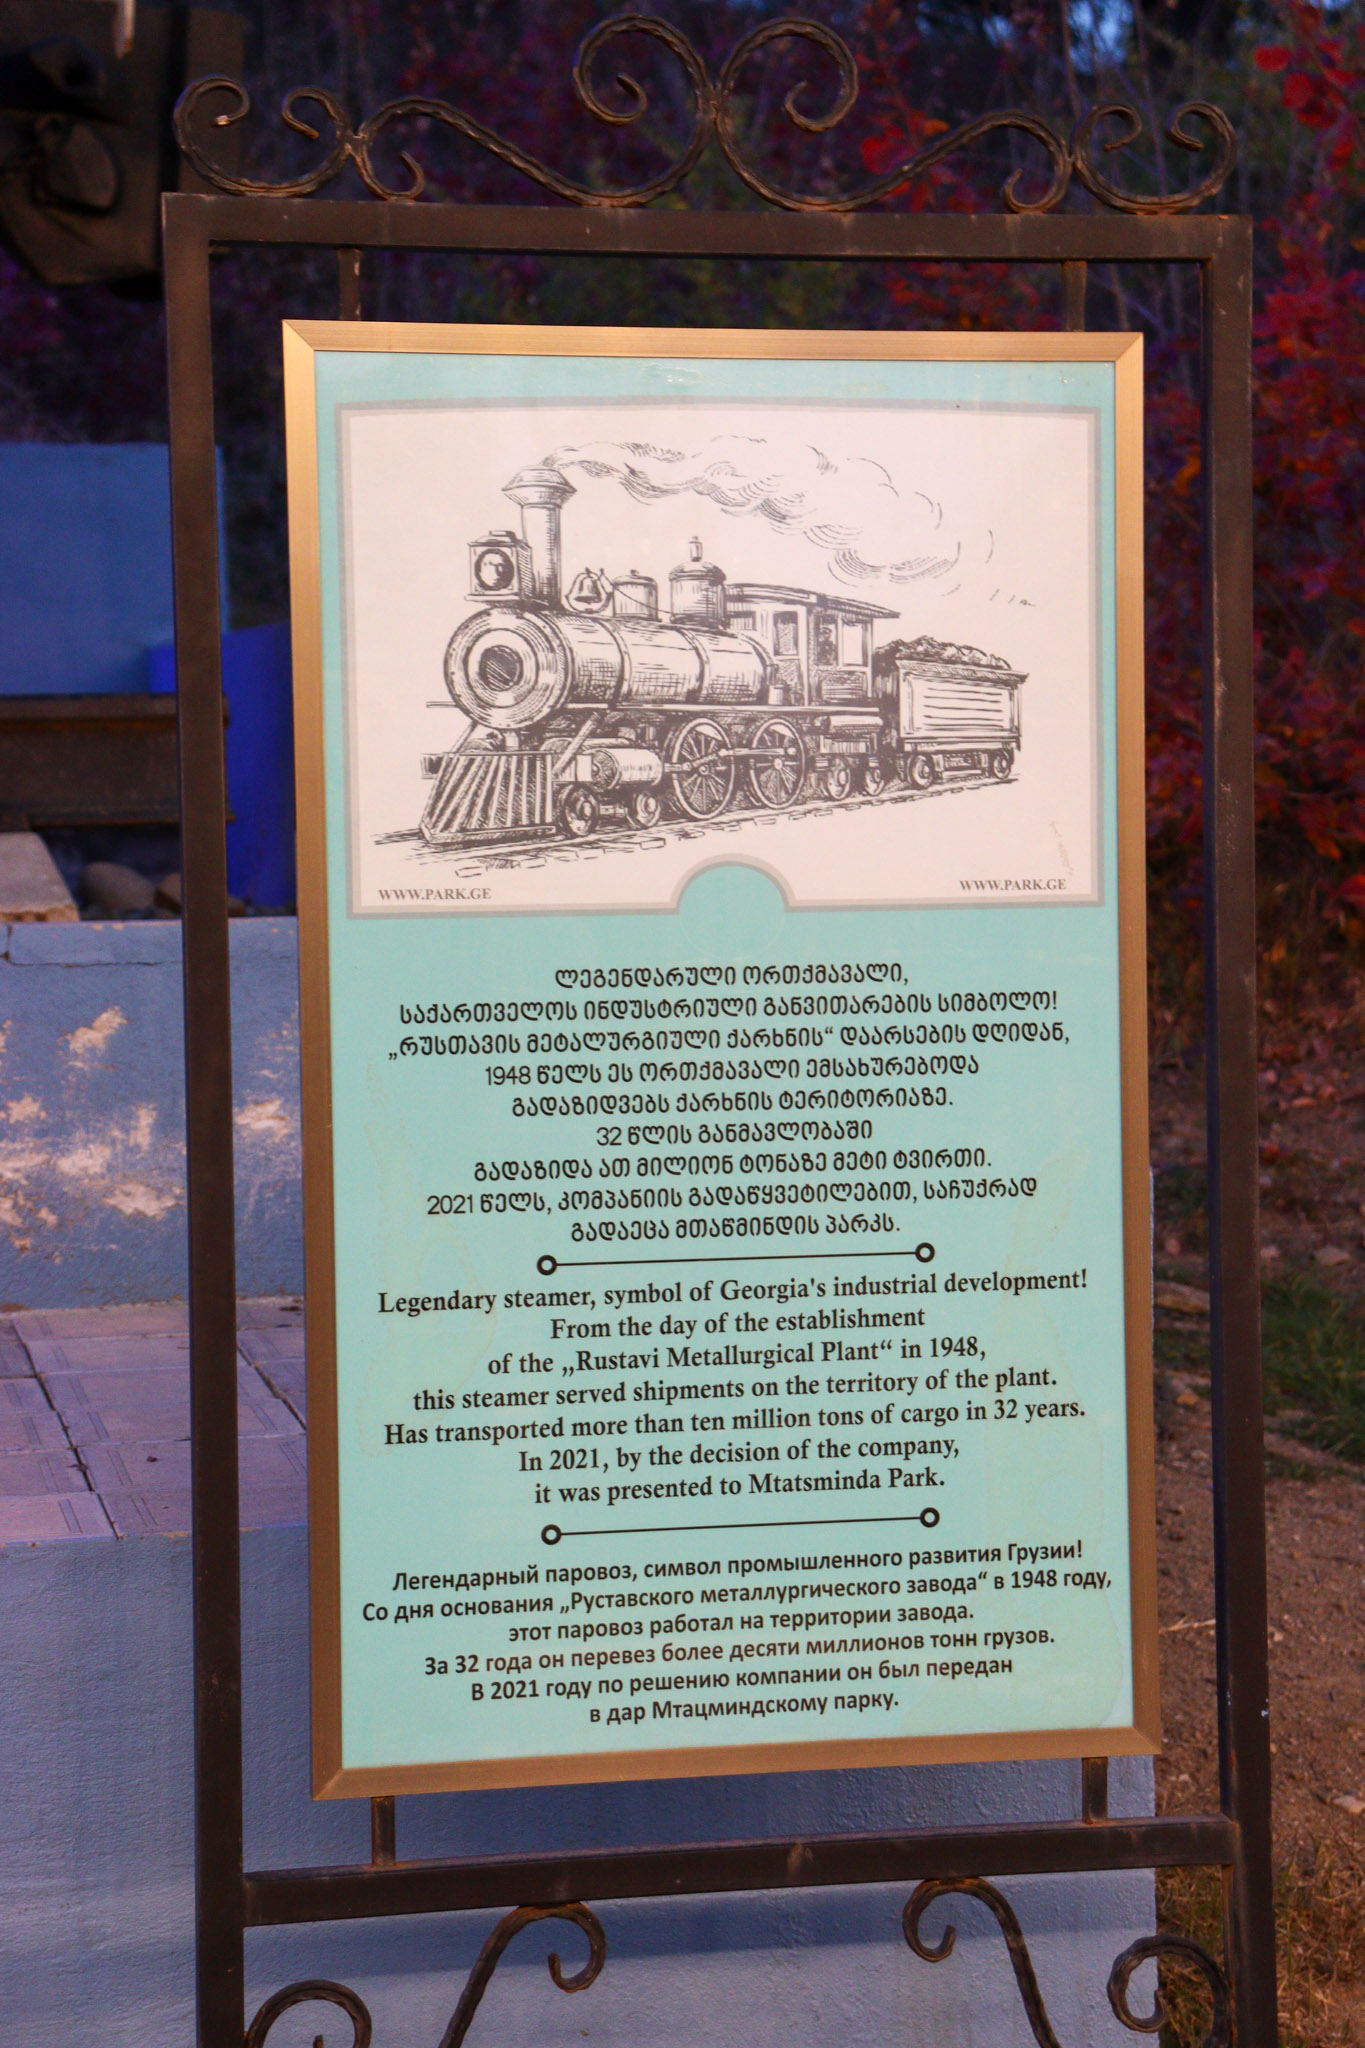 WWW.PARK.GE
WWW.PARK.GE
ლეგენდარული ორთქმავალი,
საქართველოს ინდუსტრიული განვითარების სიმბოლო!
„რუსთავის მეტალურგიული ქარხნის“ დაარსების დღიდან,
1948 წელს ეს ორთქმავალი ემსახურებოდა
გადაზიდვებს ქარხნის ტერიტორიაზე.
32 წლის განმავლობაში
გადაზიდა ათ მილიონ ტონაზე მეტი ტვირთი.
2021 წელს, კომპანიის გადაწყვეტილებით, საჩუქრად
გადაეცა მთაწმინდის პარკს.
Legendary steamer, symbol of Georgia's industrial development!
From the day of the establishment
of the „Rustavi Metallurgical Plant“ in 1948,
this steamer served shipments on the territory of the plant.
Has transported more than ten million tons of cargo in 32 years.
In 2021, by the decision of the company,
it was presented to Mtatsminda Park.
Легендарный паровоз, символ промышленного развития Грузии!
Со дня основания „Руставского металлургического завода“ в 1948 году,
этот паровоз работал на территории завода.
За 32 года он перевез более десяти миллионов тонн грузов.
В 2021 году по решению компании он был передан
в дар Мтацминдскому парку.